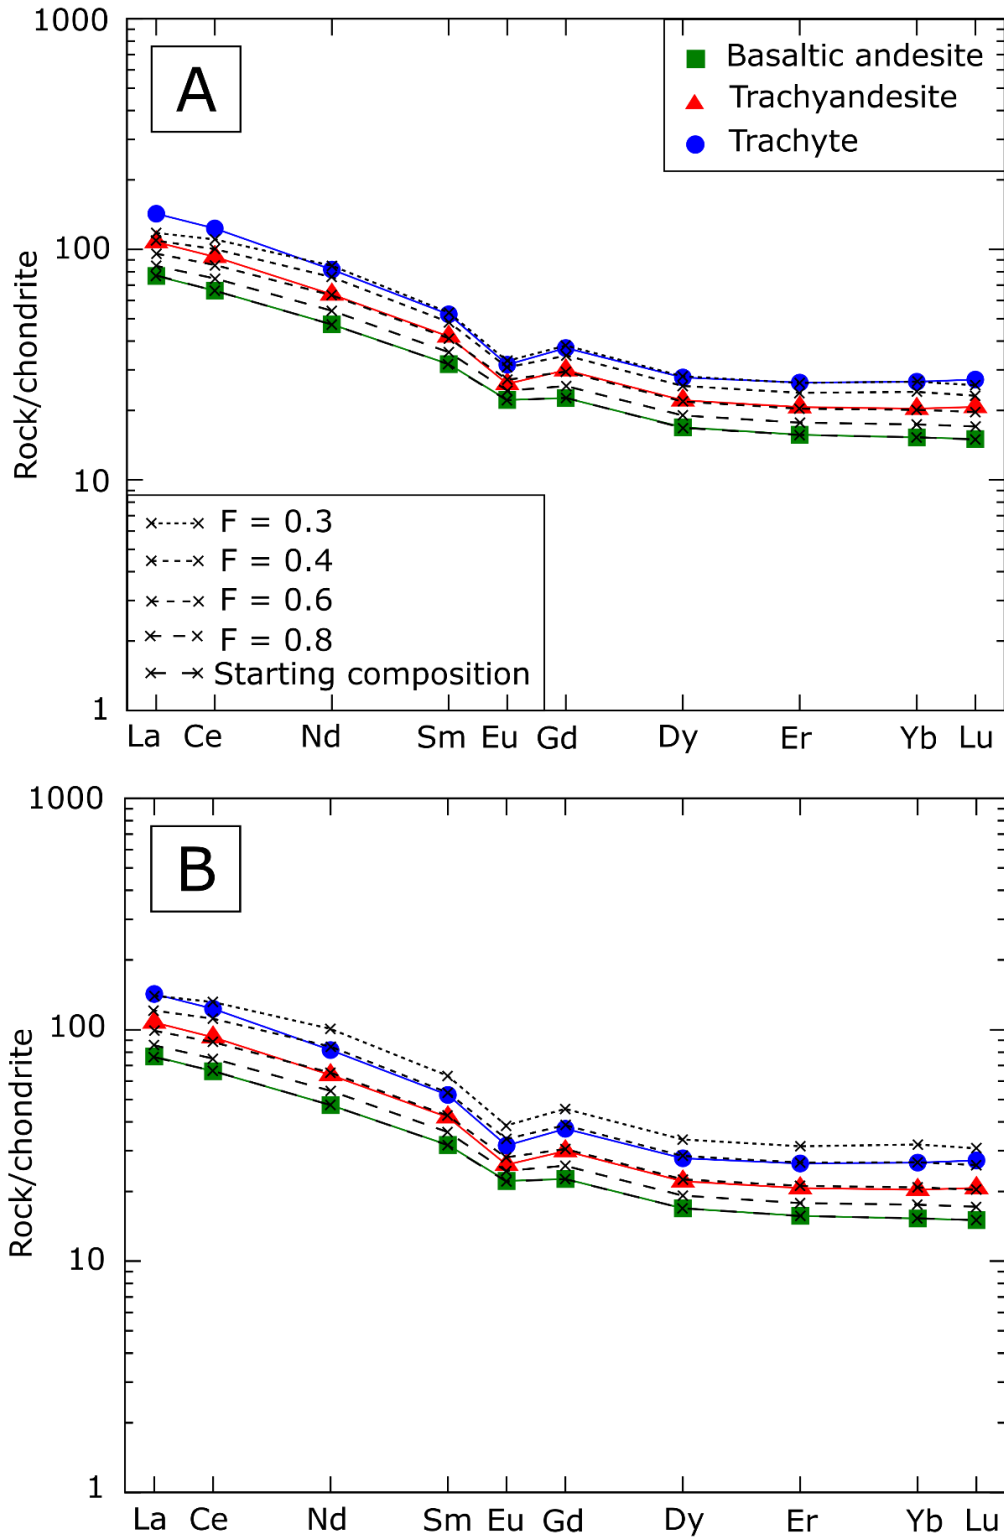 1000
A
Basaltic andesite
Trachyandesite
Trachyte
100
Rock/chondrite
10
F = 0.3
F = 0.4
F = 0.6
F = 0.8
Starting composition
1
La Ce Nd Sm Eu Gd Dy Er Yb Lu
1000
B
100
Rock/chondrite
10
1
La Ce Nd Sm Eu Gd Dy Er Yb Lu